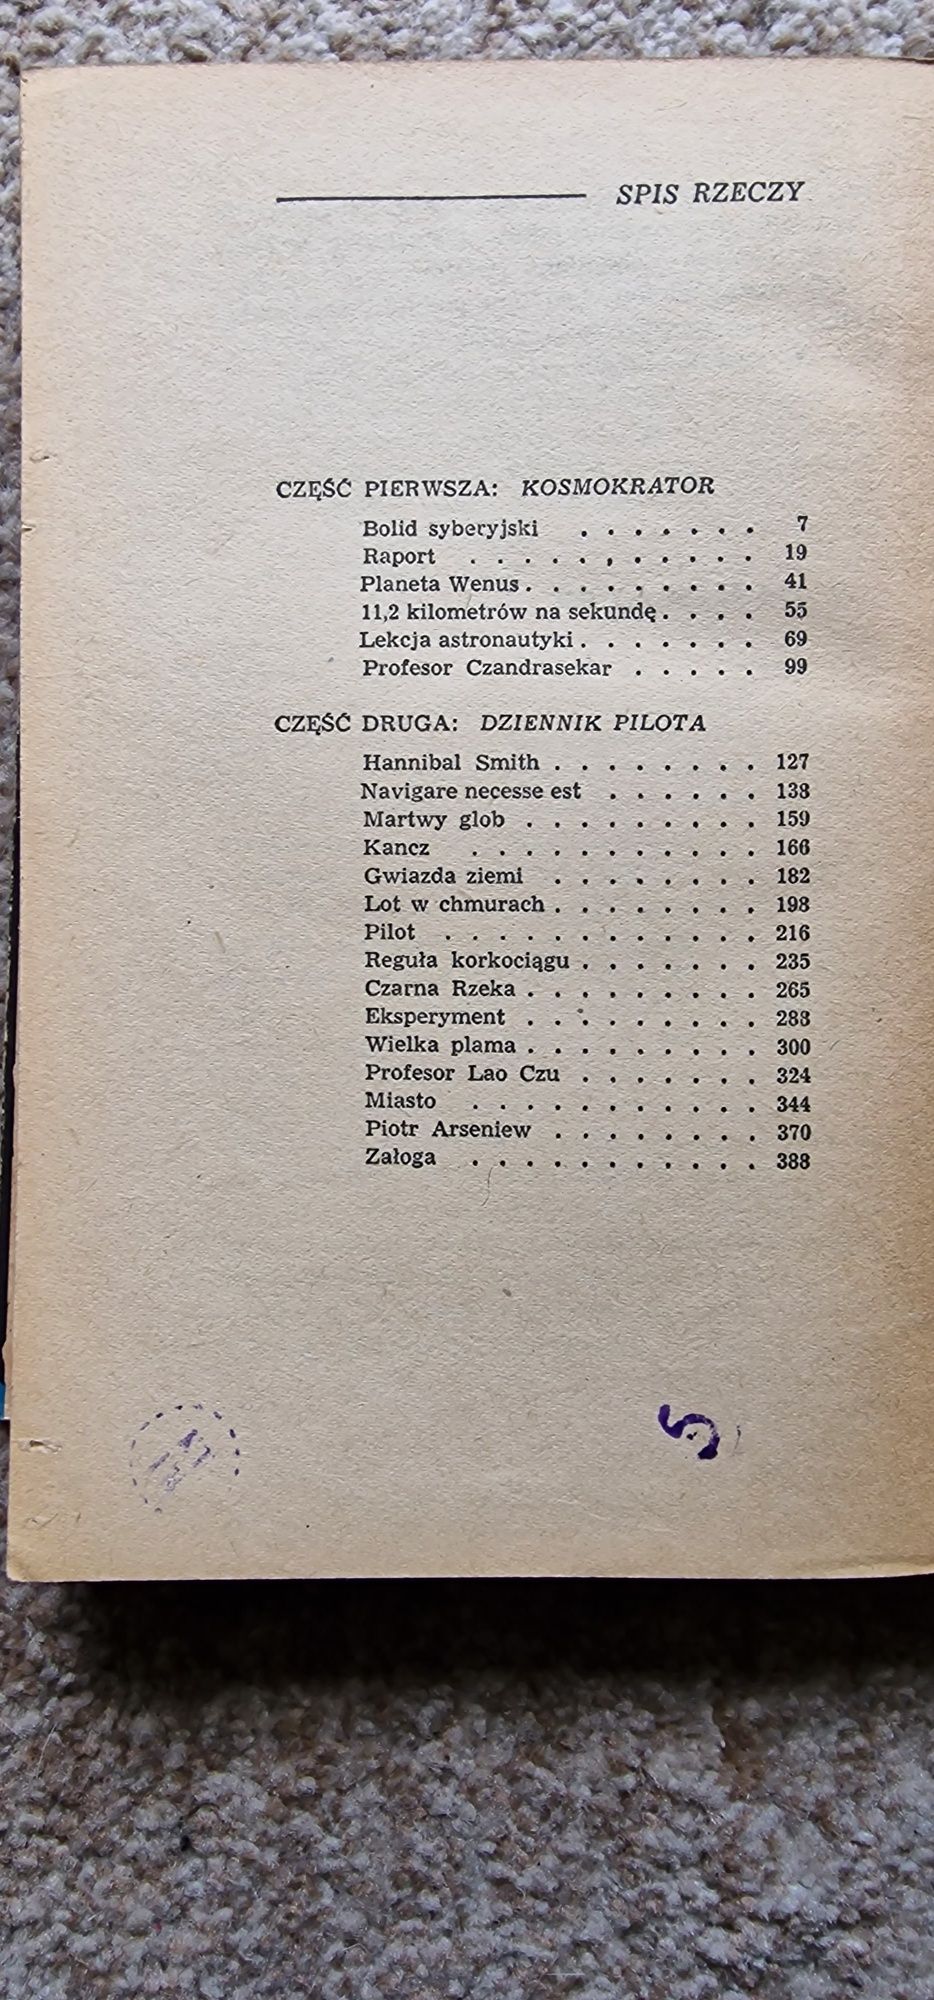 SPIS RZECZY
CZĘŚĆ PIERWSZA: KOSMOKRATOR
Bolid syberyjski . . . . . . . 7
Raport . . . . . . . . . . . 19
Planeta Wenus . . . . . . . . . 41
11,2 kilometrów na sekundę . . . . 55
Lekcja astronautyki . . . . . . . 69
Profesor Czandrasekar . . . . . 99
CZĘŚĆ DRUGA: DZIENNIK PILOTA
Hannibal Smith . . . . . . . . 127
Navigare necesse est . . . . . . 138
Martwy glob . . . . . . . . . 159
Kancz . . . . . . . . . . . 166
Gwiazda ziemi . . . . . . . . 182
Lot w chmurach . . . . . . . . 198
Pilot . . . . . . . . . . . . 216
Reguła korkociągu . . . . . . . 235
Czarna Rzeka . . . . . . . . . 265
Eksperyment . . . . . . . . . 288
Wielka plama . . . . . . . . . 300
Profesor Lao Czu . . . . . . . 324
Miasto . . . . . . . . . . . 344
Piotr Arseniew . . . . . . . . 370
Załoga . . . . . . . . . . . 388
5